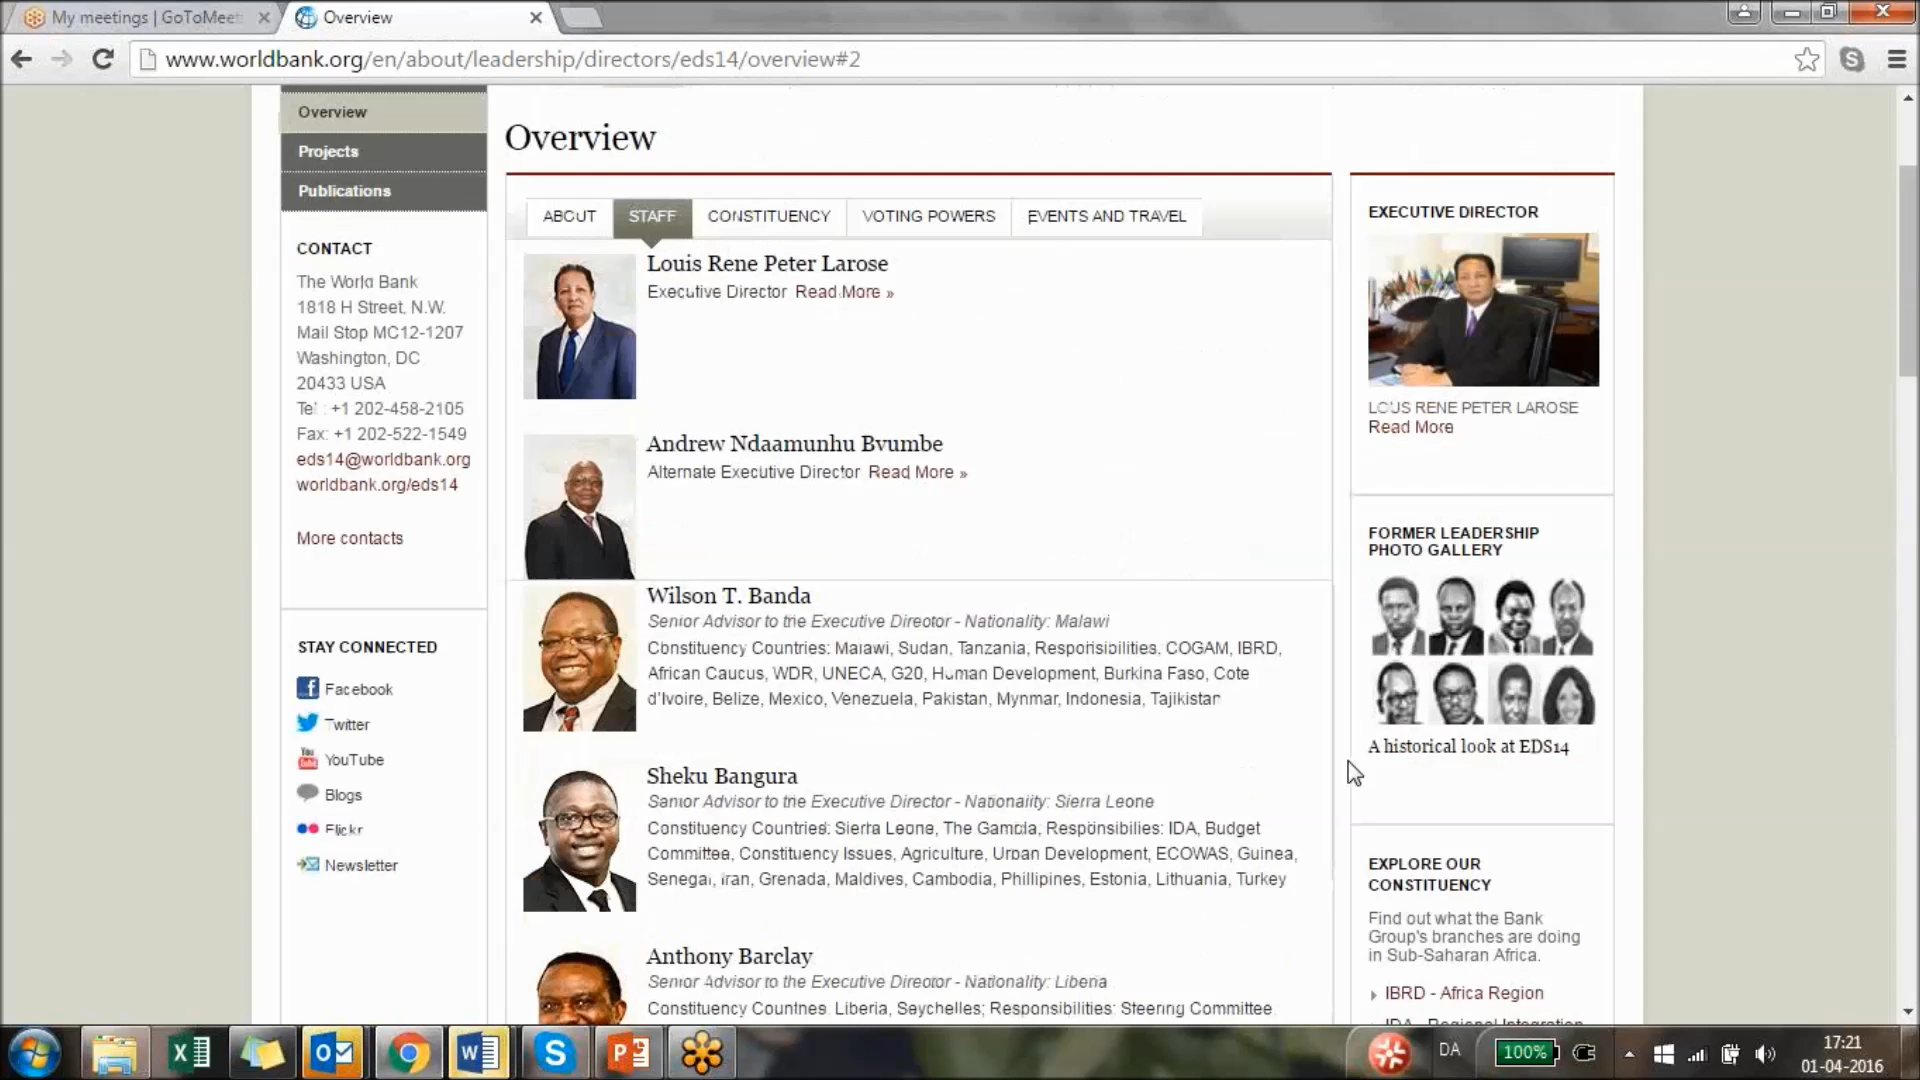 My meetings | GoToMeet
Overview
www.worldbank.org/en/about/leadership/directors/eds14/overview#2
Overview
Projects
Publications
CONTACT
The World Bank
1818 H Street, N.W.
Mail Stop MC12-1207
Washington, DC
20433 USA
Tel : +1 202-458-2105
Fax: +1 202-522-1549
eds14@worldbank.org
worldbank.org/eds14
More contacts
STAY CONNECTED
Facebook
Twitter
YouTube
Blogs
Flickr
Newsletter
Overview
ABOUT STAFF CONSTITUENCY VOTING POWERS EVENTS AND TRAVEL
Louis Rene Peter Larose
Executive Director Read More »
Andrew Ndaamunhu Bvumbe
Alternate Executive Director Read More »
Wilson T. Banda
Senior Advisor to the Executive Director - Nationality: Malawi
Constituency Countries: Malawi, Sudan, Tanzania, Responsibilities, COGAM, IBRD,
African Caucus, WDR, UNECA, G20, Human Development, Burkina Faso, Cote
d'Ivoire, Belize, Mexico, Venezuela, Pakistan, Mynmar, Indonesia, Tajikistan
Sheku Bangura
Senior Advisor to the Executive Director - Nationality: Sierra Leone
Constituency Countries: Sierra Leone, The Gambia, Responsibilies: IDA, Budget
Committee, Constituency Issues, Agriculture, Urban Development, ECOWAS, Guinea,
Senegal, Iran, Grenada, Maldives, Cambodia, Phillipines, Estonia, Lithuania, Turkey
Anthony Barclay
Senior Advisor to the Executive Director - Nationality: Liberia
Constituency Countries: Liberia, Seychelles; Responsibilities: Steering Committee
EXECUTIVE DIRECTOR
LOUIS RENE PETER LAROSE
Read More
FORMER LEADERSHIP
PHOTO GALLERY
A historical look at EDS14
EXPLORE OUR
CONSTITUENCY
Find out what the Bank
Group's branches are doing
in Sub-Saharan Africa.
IBRD - Africa Region
IDA - Regional Integration
DA
100%
17:21
01-04-2016